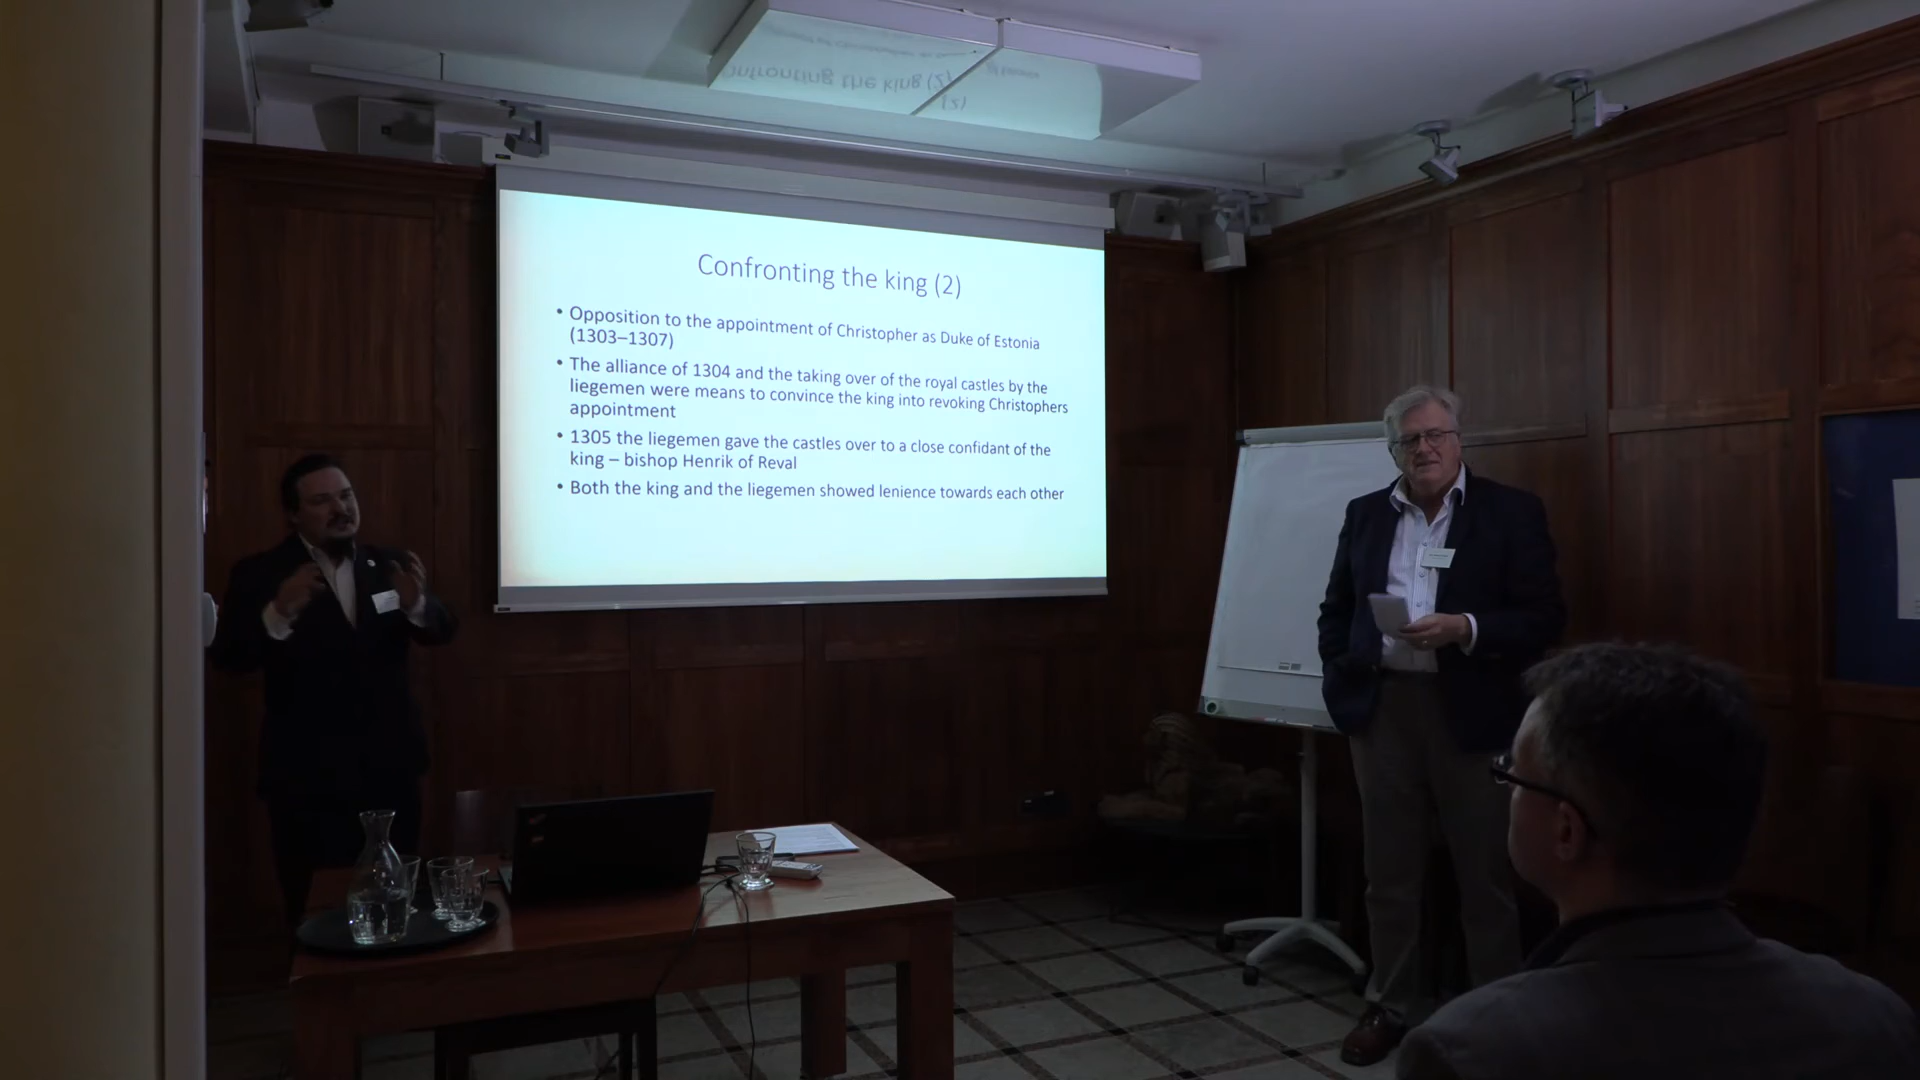 Confronting the king (2)
• Opposition to the appointment of Christopher as Duke of Estonia
(1303–1307)
• The alliance of 1304 and the taking over of the royal castles by the
liegemen were means to convince the king into revoking Christophers
appointment
• 1305 the liegemen gave the castles over to a close confidant of the
king – bishop Henrik of Reval
• Both the king and the liegemen showed lenience towards each other